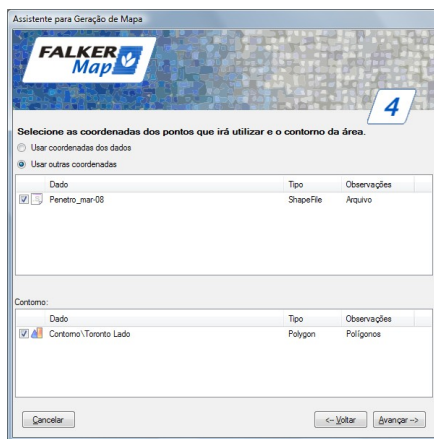 Assistente para Geração de Mapa
FALKER
Map
4
Selecione as coordenadas dos pontos que irá utilizar e o contorno da área.
Usar coordenadas dos dados
Usar outras coordenadas
Dado Tipo Observações
Penetro_mar-08 ShapeFile Arquivo
Contorno:
Dado Tipo Observações
Contorno\Toronto Lado Polygon Polígonos
Cancelar <-- Voltar Avançar -->